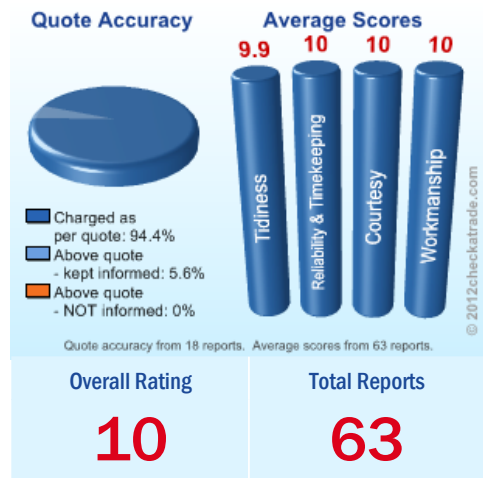 Quote Accuracy
Average Scores
9.9
10
10
10
Tidiness
Reliability & Timekeeping
Courtesy
Workmanship
Charged as
per quote: 94.4%
Above quote
- kept informed: 5.6%
Above quote
- NOT informed: 0%
© 2012checkatrade.com
Quote accuracy from 18 reports. Average scores from 63 reports.
Overall Rating
10
Total Reports
63